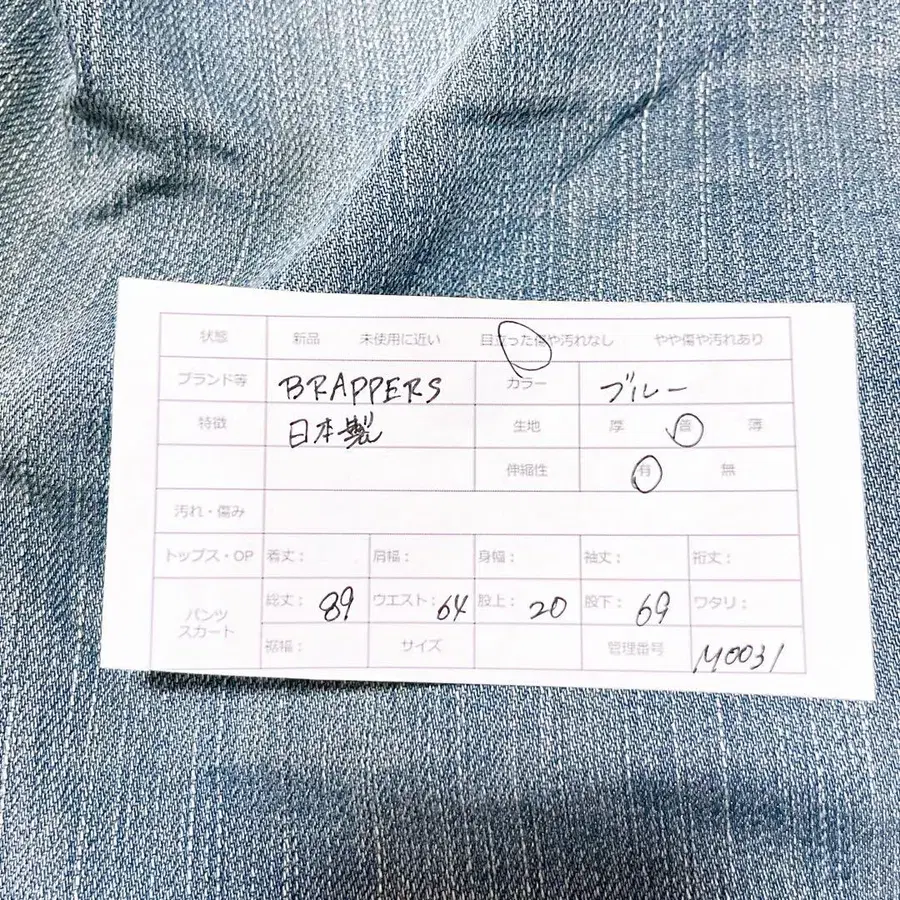 状態 新品 未使用に近い 目立った傷や汚れなし やや傷や汚れあり
ブランド等 BRAPPERS カラー ブルー
特徴 日本製 生地 厚 普 薄
伸縮性 有 無
汚れ・傷み
トップス・OP 着丈： 肩幅： 身幅： 袖丈： 裄丈：
パンツ スカート 総丈： 89 ウエスト： 64 股上： 20 股下： 69 ワタリ：
裾幅： サイズ 管理番号 M0031